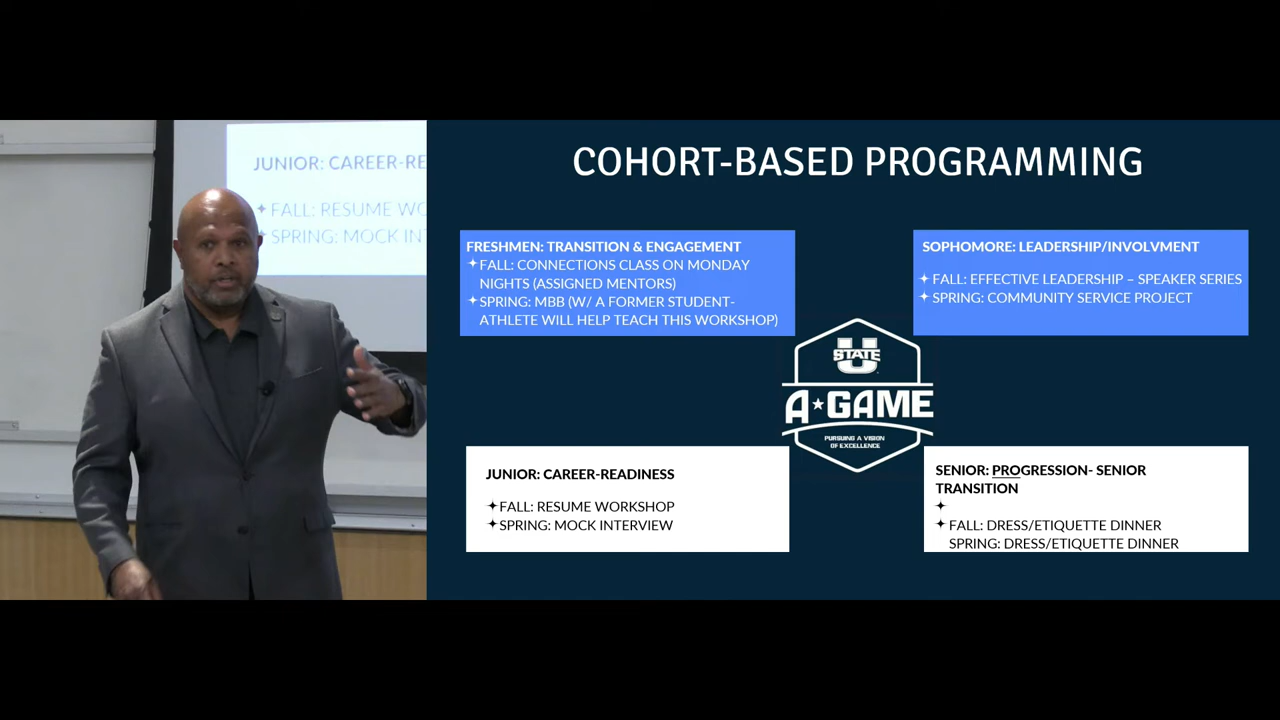 JUNIOR: CAREER-RE
✦FALL: RESUME WO
✦SPRING: MOCK INT
COHORT-BASED PROGRAMMING
FRESHMEN: TRANSITION & ENGAGEMENT
✦FALL: CONNECTIONS CLASS ON MONDAY
NIGHTS (ASSIGNED MENTORS)
✦SPRING: MBB (W/ A FORMER STUDENT-
ATHLETE WILL HELP TEACH THIS WORKSHOP)
SOPHOMORE: LEADERSHIP/INVOLVMENT
✦FALL: EFFECTIVE LEADERSHIP – SPEAKER SERIES
✦SPRING: COMMUNITY SERVICE PROJECT
U
STATE
A★GAME
PURSUING A VISION
OF EXCELLENCE
JUNIOR: CAREER-READINESS
✦FALL: RESUME WORKSHOP
✦SPRING: MOCK INTERVIEW
SENIOR: PROGRESSION- SENIOR
TRANSITION
✦
✦FALL: DRESS/ETIQUETTE DINNER
SPRING: DRESS/ETIQUETTE DINNER